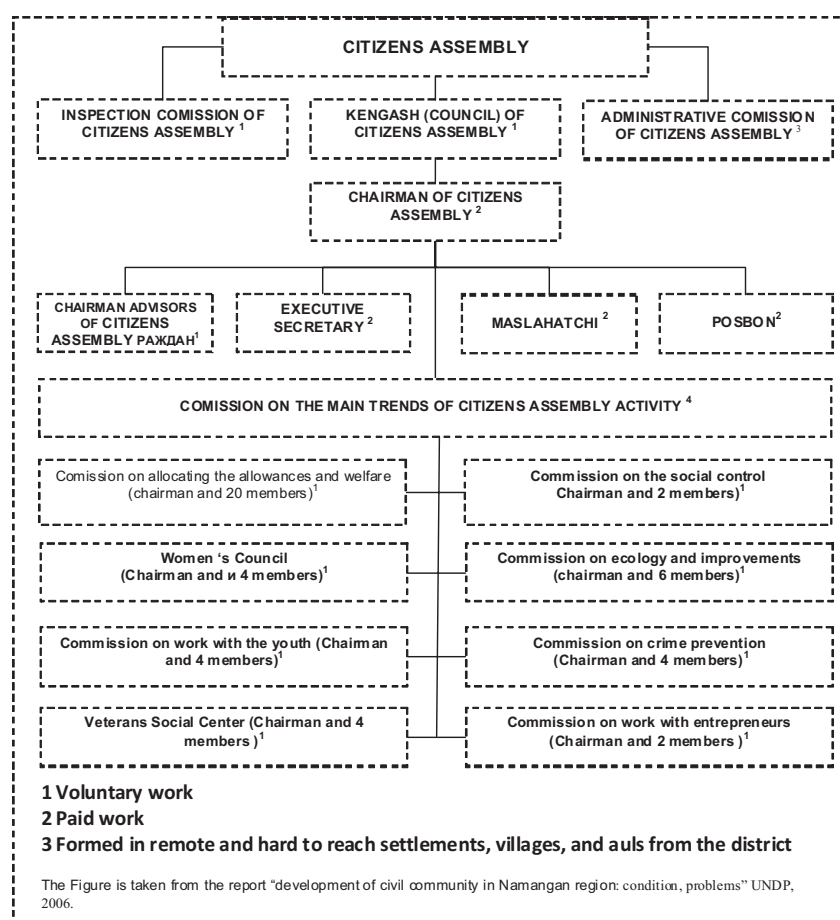 CITIZENS ASSEMBLY
INSPECTION COMISSION OF
CITIZENS ASSEMBLY 1
KENGASH (COUNCIL) OF
CITIZENS ASSEMBLY 1
ADMINISTRATIVE COMISSION
OF CITIZENS ASSEMBLY 3
CHAIRMAN OF CITIZENS
ASSEMBLY 2
CHAIRMAN ADVISORS
OF CITIZENS
ASSEMBLY РАЖДАН1
EXECUTIVE
SECRETARY 2
MASLAHATCHI 2
POSBON2
COMISSION ON THE MAIN TRENDS OF CITIZENS ASSEMBLY ACTIVITY 4
Comission on allocating the allowances and welfare
(chairman and 20 members)1
Commission on the social control
Chairman and 2 members)1
Women ‘s Council
(Chairman and и 4 members)1
Commission on ecology and improvements
(chairman and 6 members)1
Commission on work with the youth (Chairman
and 4 members)1
Commission on crime prevention
(Chairman and 4 members)1
Veterans Social Center (Chairman and 4
members )1
Commission on work with entrepreneurs
(Chairman and 2 members )1
1 Voluntary work
2 Paid work
3 Formed in remote and hard to reach settlements, villages, and auls from the district
The Figure is taken from the report “development of civil community in Namangan region: condition, problems” UNDP,
2006.